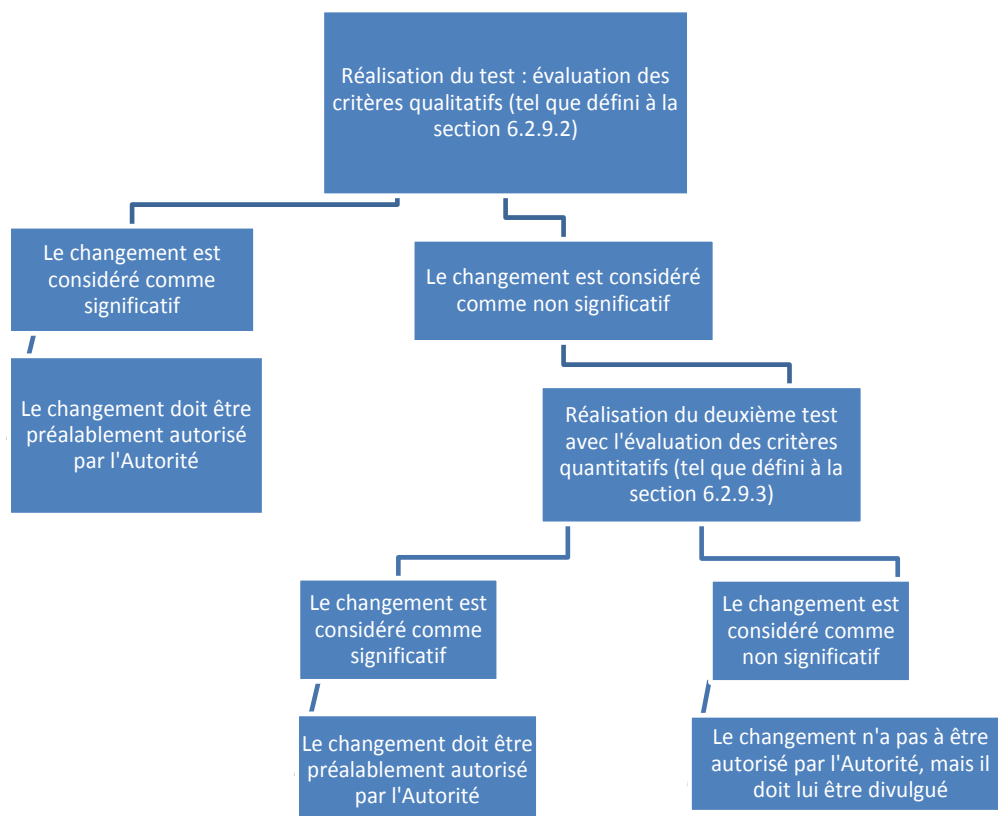 Réalisation du test : évaluation des
critères qualitatifs (tel que défini à la
section 6.2.9.2)
Le changement est
considéré comme
significatif
Le changement est considéré
comme non significatif
Le changement doit être
préalablement autorisé
par l'Autorité
Réalisation du deuxième test
avec l'évaluation des critères
quantitatifs (tel que défini à la
section 6.2.9.3)
Le changement est
considéré comme
significatif
Le changement est
considéré comme
non significatif
Le changement doit être
préalablement autorisé
par l'Autorité
Le changement n'a pas à être
autorisé par l'Autorité, mais il
doit lui être divulgué